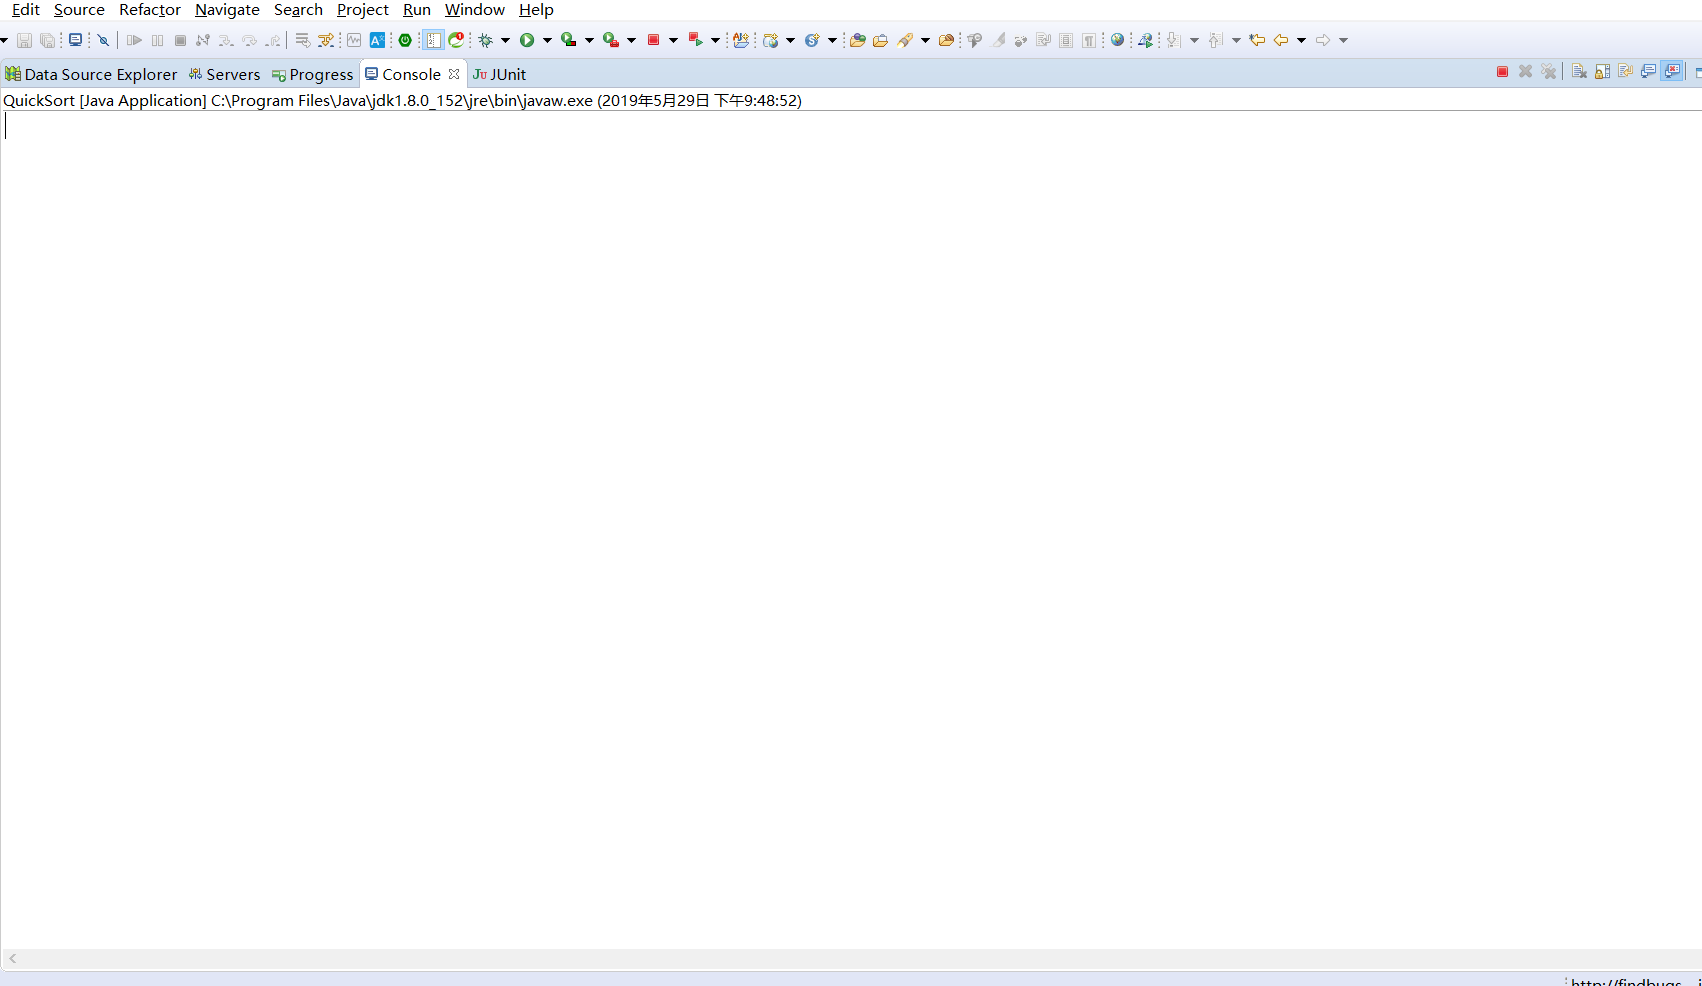 Edit Source Refactor Navigate Search Project Run Window Help
Data Source Explorer Servers Progress Console JUnit
QuickSort [Java Application] C:\Program Files\Java\jdk1.8.0_152\jre\bin\javaw.exe (2019年5月29日 下午9:48:52)